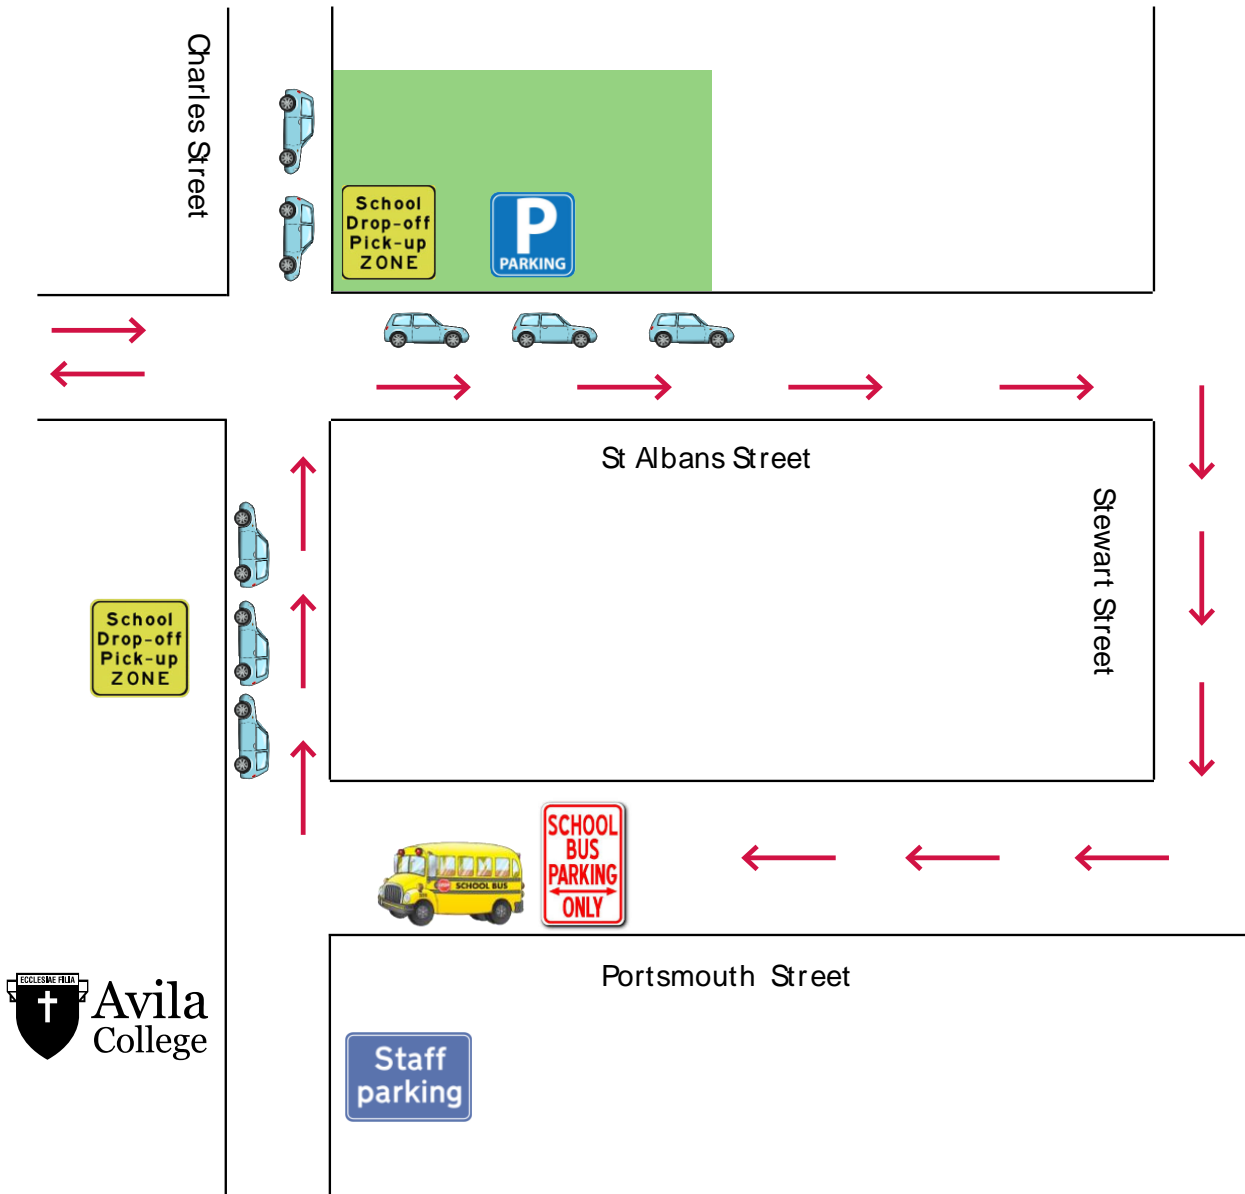 Charles Street
School
Drop-off
Pick-up
ZONE
P
PARKING
St Albans Street
Stewart Street
School
Drop-off
Pick-up
ZONE
SCHOOL BUS
SCHOOL
BUS
PARKING
ONLY
Portsmouth Street
ECCLESIAE FILIA
Avila
College
Staff
parking